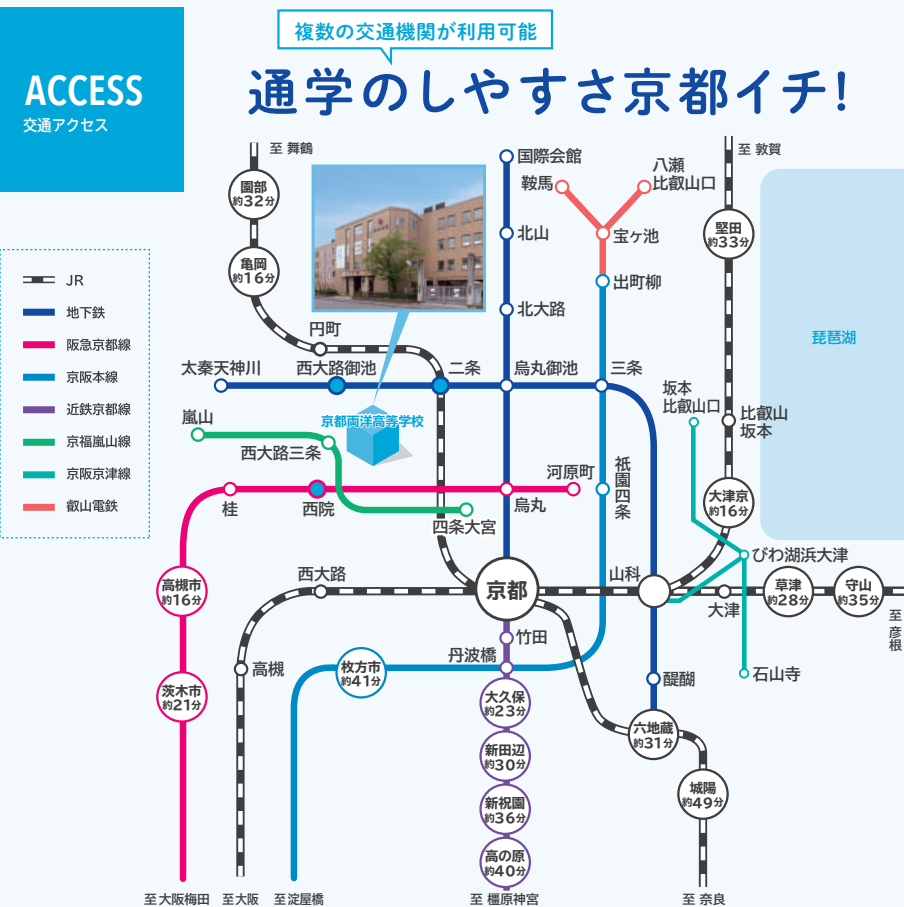 複数の交通機関が利用可能
ACCESS
交通アクセス
通学のしやすさ京都イチ!
至 舞鶴
園部
約32分
亀岡
約16分
円町
国際会館
鞍馬
八瀬
比叡山口
至 敦賀
北山
宝ヶ池
堅田
約33分
出町柳
北大路
琵琶湖
JR
地下鉄
阪急京都線
京阪本線
近鉄京都線
京福嵐山線
京阪京津線
叡山電鉄
太秦天神川
西大路御池
二条
烏丸御池
三条
坂本
比叡山口
比叡山
坂本
嵐山
京都両洋高等学校
西大路三条
河原町
祇園四条
桂
西院
烏丸
四条大宮
大津京
約16分
びわ湖浜大津
高槻市
約16分
西大路
京都
山科
大津
草津
約28分
守山
約35分
至 彦根
竹田
丹波橋
高槻
枚方市
約41分
醍醐
石山寺
茨木市
約21分
大久保
約23分
六地蔵
約31分
新田辺
約30分
城陽
約49分
新祝園
約36分
高の原
約40分
至 大阪梅田
至 大阪
至 淀屋橋
至 橿原神宮
至 奈良